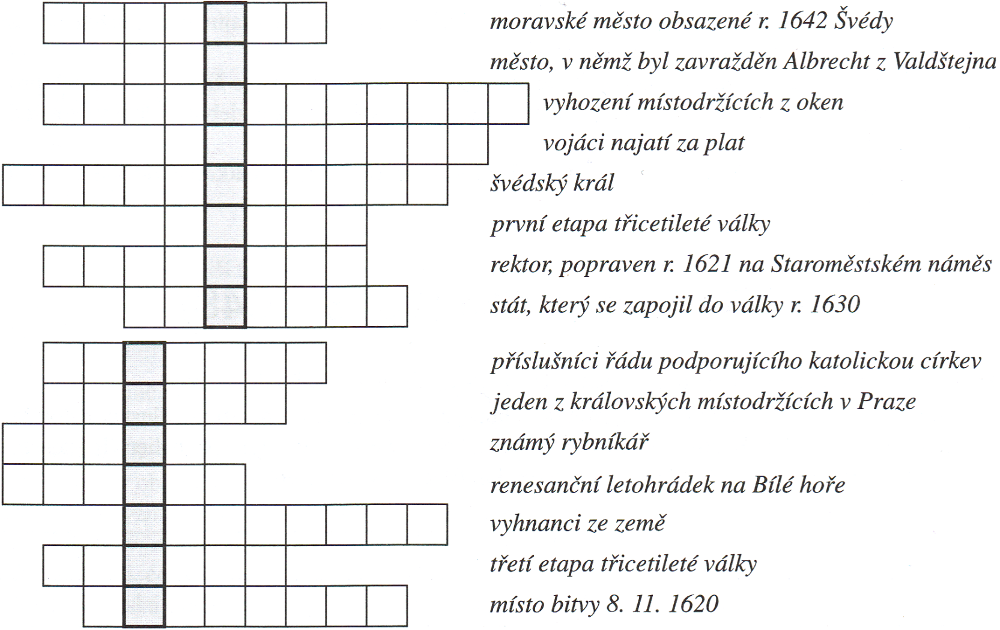 moravské město obsazené r. 1642 Švédy
město, v němž byl zavražděn Albrecht z Valdštejna
vyhození místodržících z oken
vojáci najatí za plat
švédský král
první etapa třicetileté války
rektor, popraven r. 1621 na Staroměstském náměs
stát, který se zapojil do války r. 1630
příslušníci řádu podporujícího katolickou církev
jeden z královských místodržících v Praze
známý rybníkář
renesanční letohrádek na Bílé hoře
vyhnanci ze země
třetí etapa třicetileté války
místo bitvy 8. 11. 1620